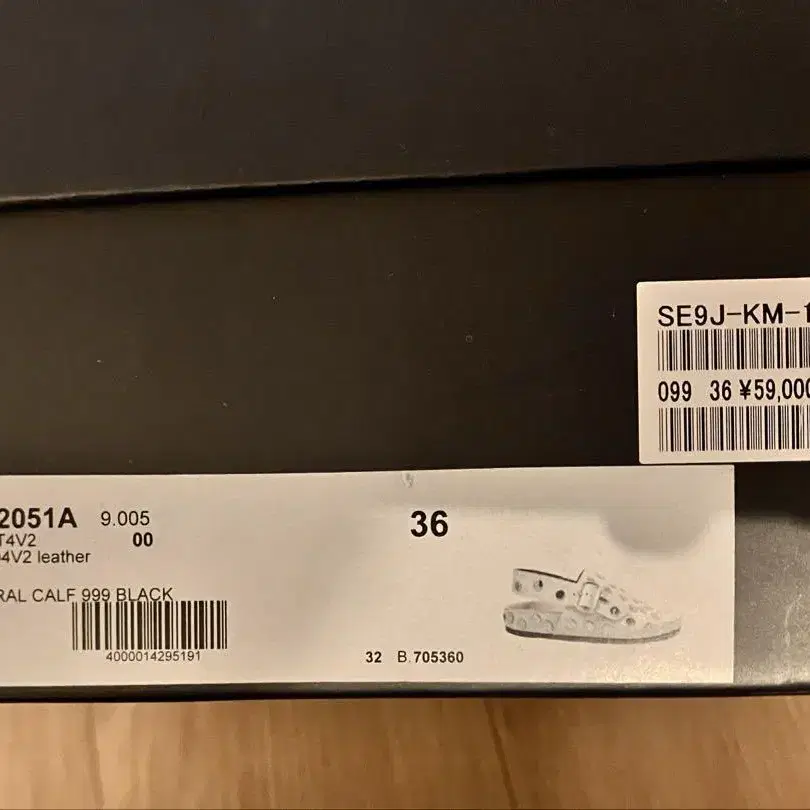 SE9J-KM-1
099 36 ¥59,000
2051A 9.005 36
T4V2 00
4V2 leather
RAL CALF 999 BLACK
4000014295191
32 B.705360